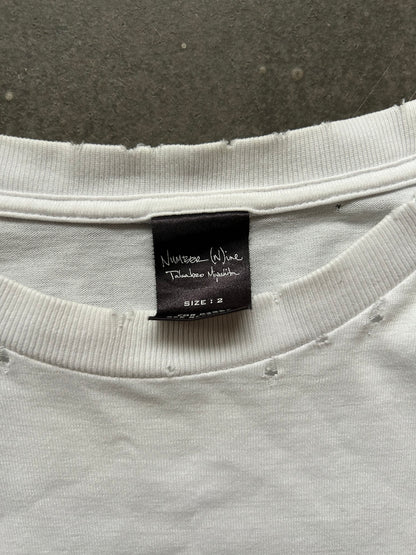 NUMBER (N)ine
Takahiro Miyashita
SIZE : 2